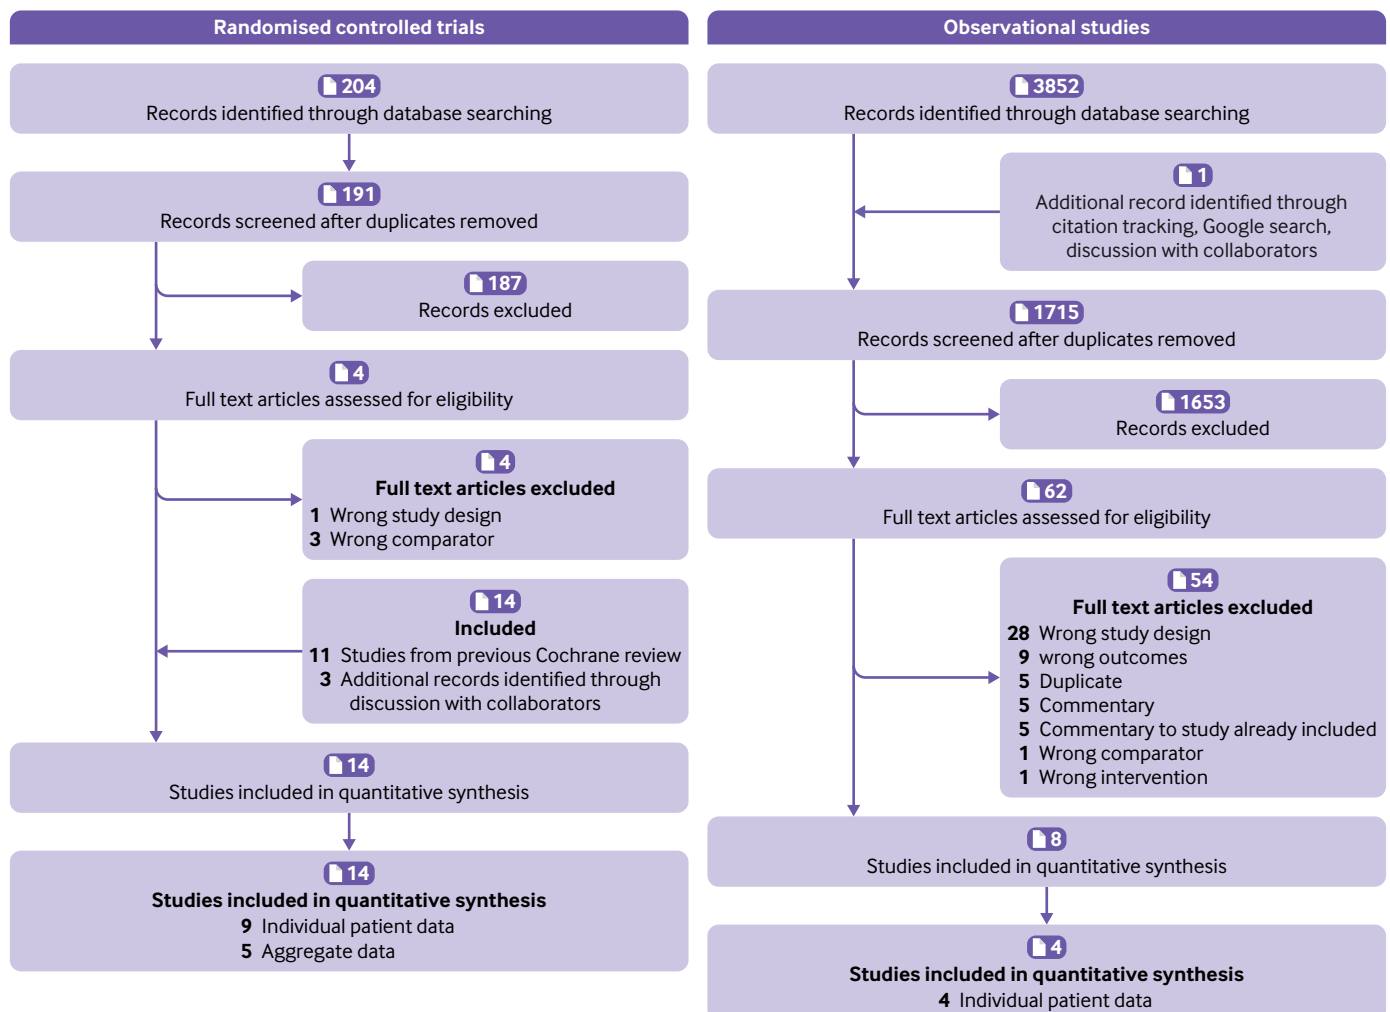 Randomised controlled trials
204
Records identified through database searching
191
Records screened after duplicates removed
187
Records excluded
4
Full text articles assessed for eligibility
4
Full text articles excluded
1 Wrong study design
3 Wrong comparator
14
Included
11 Studies from previous Cochrane review
3 Additional records identified through
discussion with collaborators
14
Studies included in quantitative synthesis
14
Studies included in quantitative synthesis
9 Individual patient data
5 Aggregate data
Observational studies
3852
Records identified through database searching
1
Additional record identified through
citation tracking, Google search,
discussion with collaborators
1715
Records screened after duplicates removed
1653
Records excluded
62
Full text articles assessed for eligibility
54
Full text articles excluded
28 Wrong study design
9 wrong outcomes
5 Duplicate
5 Commentary
5 Commentary to study already included
1 Wrong comparator
1 Wrong intervention
8
Studies included in quantitative synthesis
4
Studies included in quantitative synthesis
4 Individual patient data